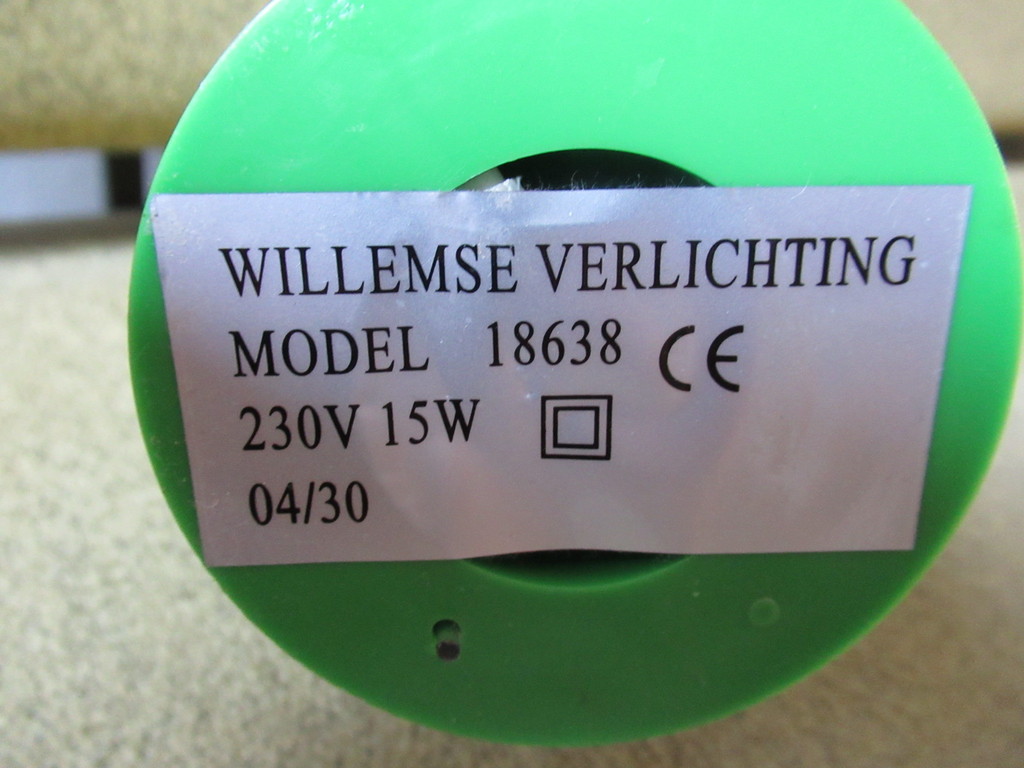 WILLEMSE VERLICHTING
MODEL 18638 CE
230V 15W
04/30